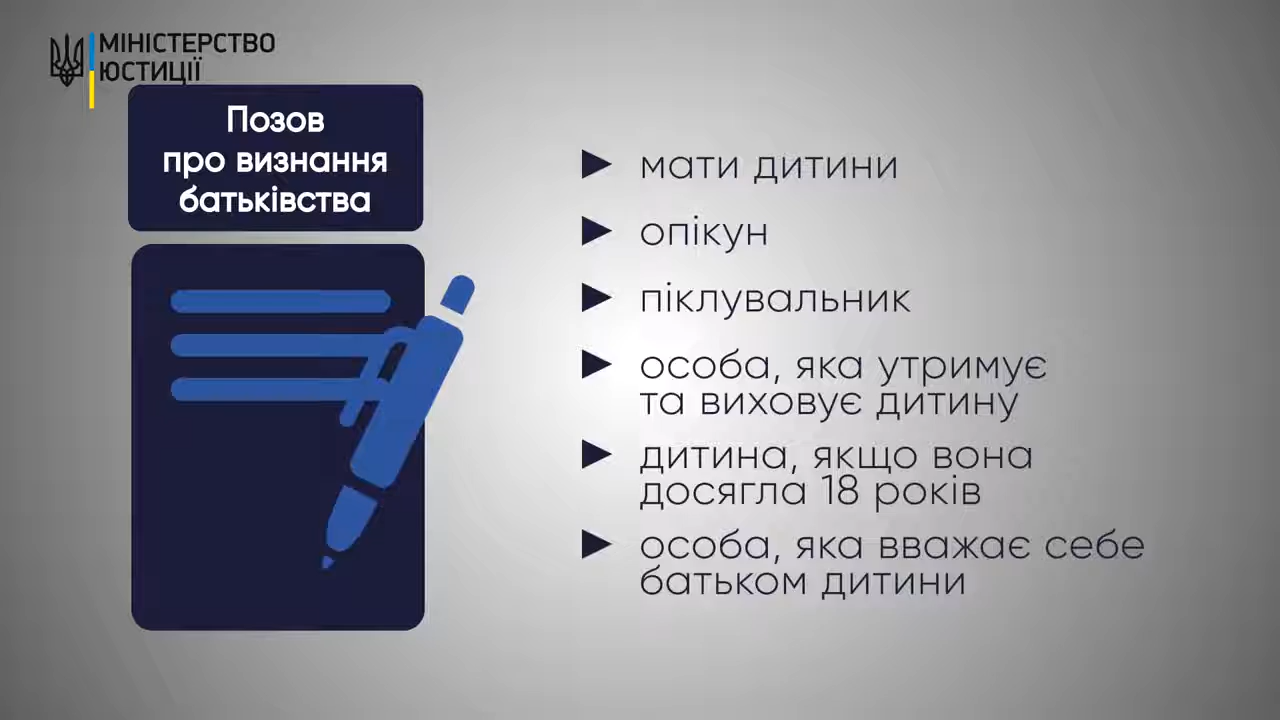 МІНІСТЕРСТВО
ЮСТИЦІЇ
Позов
про визнання
батьківства
мати дитини
опікун
піклувальник
особа, яка утримує
та виховує дитину
дитина, якщо вона
досягла 18 років
особа, яка вважає себе
батьком дитини